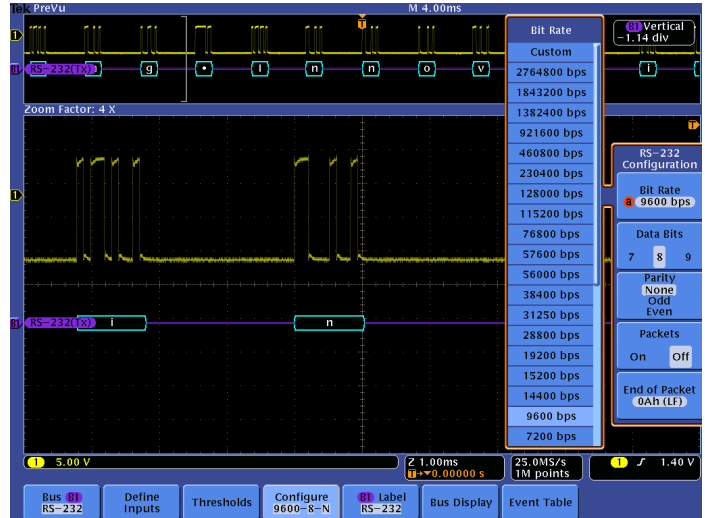 Tek PreVu M 4.00ms
T
1
B1 RS-232(Tx) g • l n n o v i
B1 Vertical
-1.14 div
Zoom Factor: 4 X
T
1
B1 RS-232(Tx) i n
Bit Rate
Custom
2764800 bps
1843200 bps
1382400 bps
921600 bps
460800 bps
230400 bps
128000 bps
115200 bps
76800 bps
57600 bps
56000 bps
38400 bps
31250 bps
28800 bps
19200 bps
15200 bps
14400 bps
9600 bps
7200 bps
RS-232
Configuration
Bit Rate
a 9600 bps
Data Bits
7 8 9
Parity
None
Odd
Even
Packets
On Off
End of Packet
0Ah (LF)
1 5.00 V
Z 1.00ms
T 0.00000 s
25.0MS/s
1M points
1 1.40 V
Bus B1
RS-232
Define
Inputs
Thresholds
Configure
9600-8-N
B1 Label
RS-232
Bus Display
Event Table